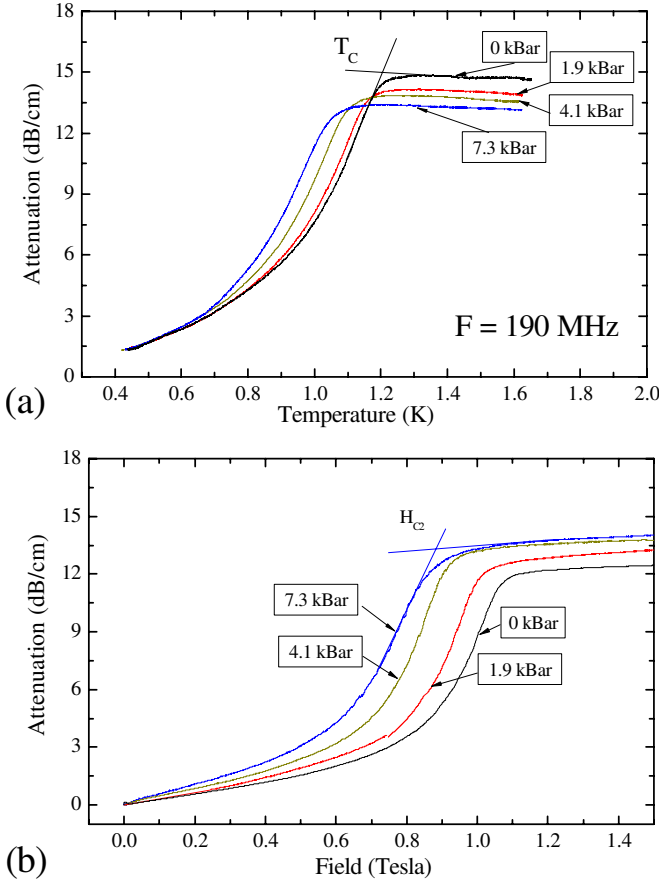 18
15
12
9
6
3
0
Attenuation (dB/cm)
T_C
0 kBar
1.9 kBar
4.1 kBar
7.3 kBar
F = 190 MHz
0.4 0.6 0.8 1.0 1.2 1.4 1.6 1.8 2.0
Temperature (K)
(a)
18
15
12
9
6
3
0
Attenuation (dB/cm)
H_C2
7.3 kBar
4.1 kBar
0 kBar
1.9 kBar
0.0 0.2 0.4 0.6 0.8 1.0 1.2 1.4
Field (Tesla)
(b)